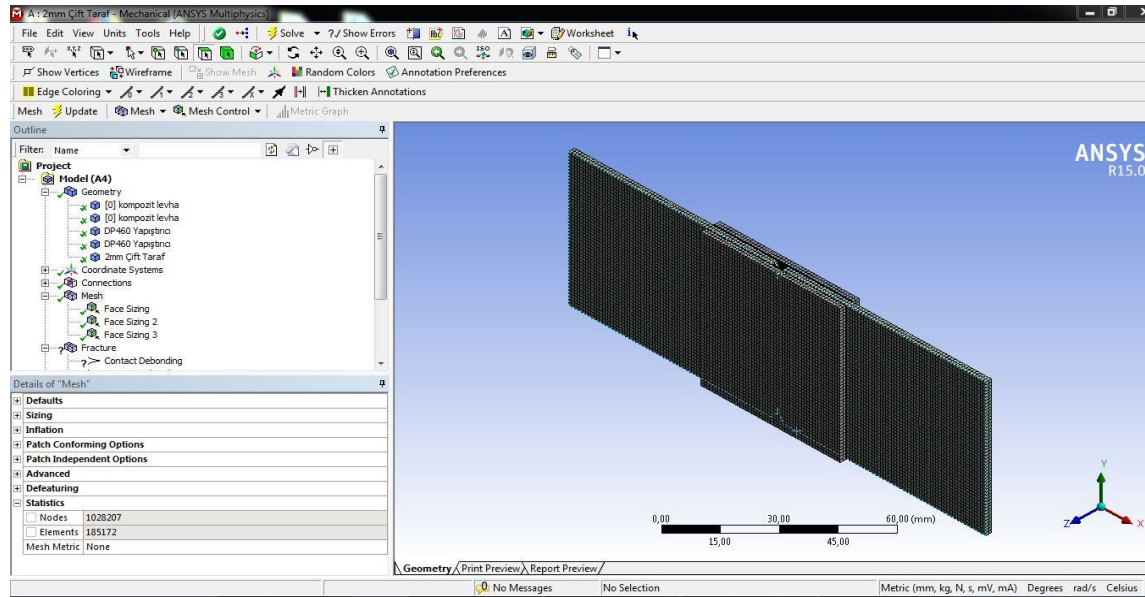 A : 2mm Çift Taraf - Mechanical [ANSYS Multiphysics]
File Edit View Units Tools Help Solve ?/ Show Errors Worksheet
Show Vertices Wireframe Show Mesh Random Colors Annotation Preferences
Edge Coloring Thicken Annotations
Mesh Update Mesh Mesh Control Metric Graph
Outline
Filter: Name
Project
Model (A4)
Geometry
[0] kompozit levha
[0] kompozit levha
DP460 Yapıştırıcı
DP460 Yapıştırıcı
2mm Çift Taraf
Coordinate Systems
Connections
Mesh
Face Sizing
Face Sizing 2
Face Sizing 3
Fracture
Contact Debonding
Details of "Mesh"
Defaults
Sizing
Inflation
Patch Conforming Options
Patch Independent Options
Advanced
Defeaturing
Statistics
Nodes 1028207
Elements 185172
Mesh Metric None
ANSYS
R15.0
0,00 30,00 60,00 (mm)
15,00 45,00
Y
Z X
Geometry Print Preview Report Preview
No Messages No Selection Metric (mm, kg, N, s, mV, mA) Degrees rad/s Celsius